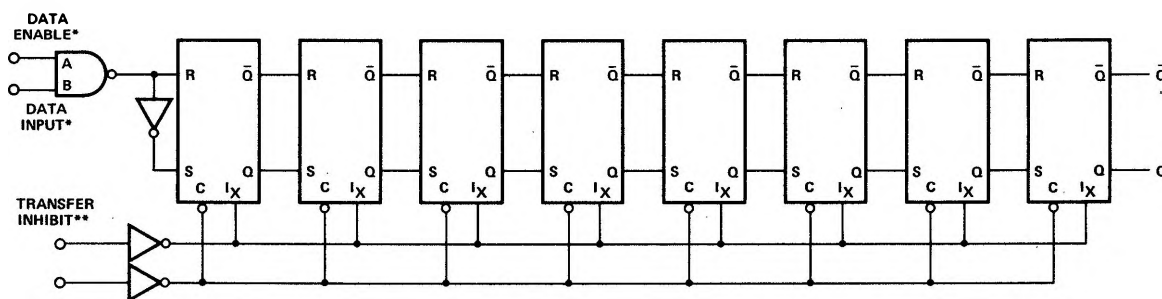 DATA
ENABLE*
A
B
DATA
INPUT*
R Q̄ R Q̄ R Q̄ R Q̄ R Q̄ R Q̄ R Q̄ R Q̄ Q̄
S Q S Q S Q S Q S Q S Q S Q S Q Q
C IX C IX C IX C IX C IX C IX C IX C IX
TRANSFER
INHIBIT**